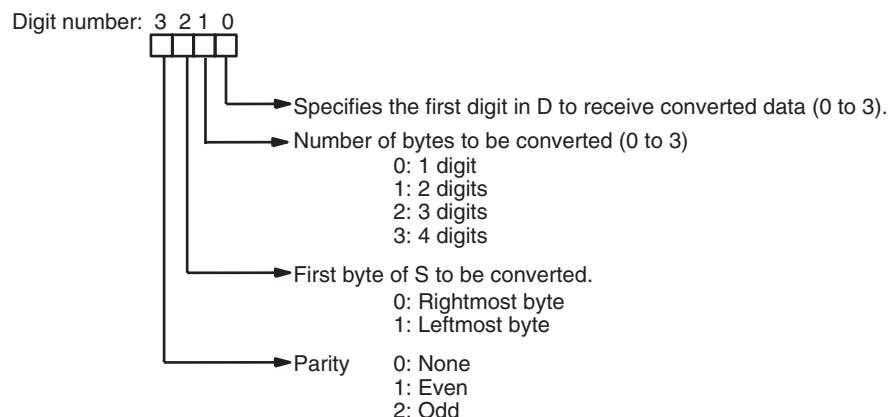 Digit number: 3 2 1 0
Specifies the first digit in D to receive converted data (0 to 3).
Number of bytes to be converted (0 to 3)
0: 1 digit
1: 2 digits
2: 3 digits
3: 4 digits
First byte of S to be converted.
0: Rightmost byte
1: Leftmost byte
Parity 0: None
1: Even
2: Odd